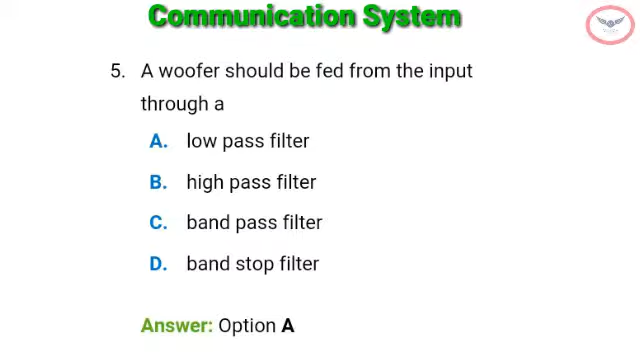 Communication System
5. A woofer should be fed from the input
through a
A. low pass filter
B. high pass filter
C. band pass filter
D. band stop filter
Answer: Option A